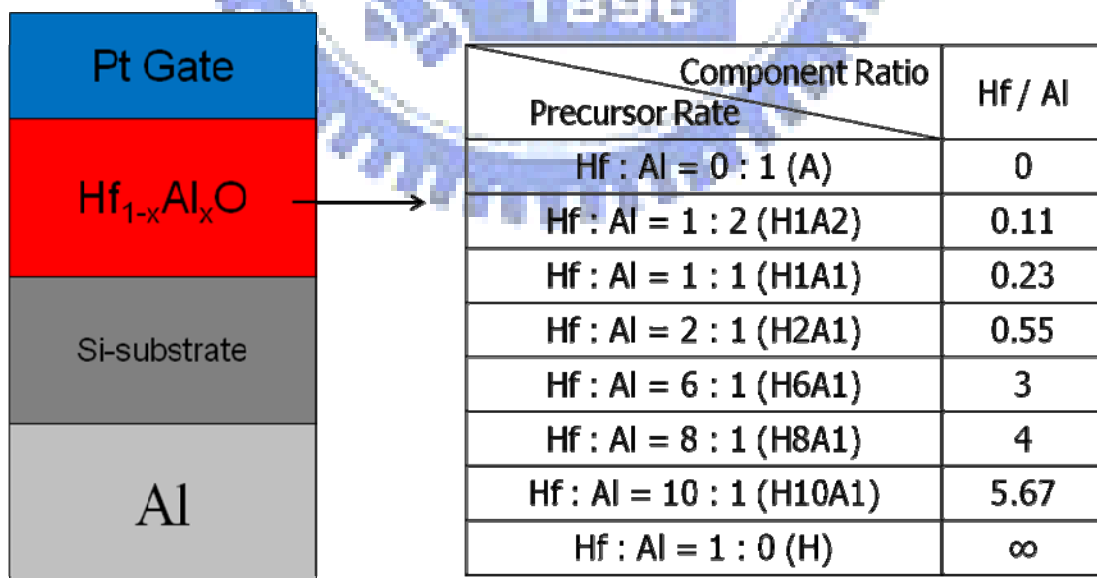 1896
Pt Gate
Hf₁₋ₓAlₓO
Si-substrate
Al
Component Ratio
Precursor Rate
Hf / Al
Hf : Al = 0 : 1 (A) 0
Hf : Al = 1 : 2 (H1A2) 0.11
Hf : Al = 1 : 1 (H1A1) 0.23
Hf : Al = 2 : 1 (H2A1) 0.55
Hf : Al = 6 : 1 (H6A1) 3
Hf : Al = 8 : 1 (H8A1) 4
Hf : Al = 10 : 1 (H10A1) 5.67
Hf : Al = 1 : 0 (H) ∞